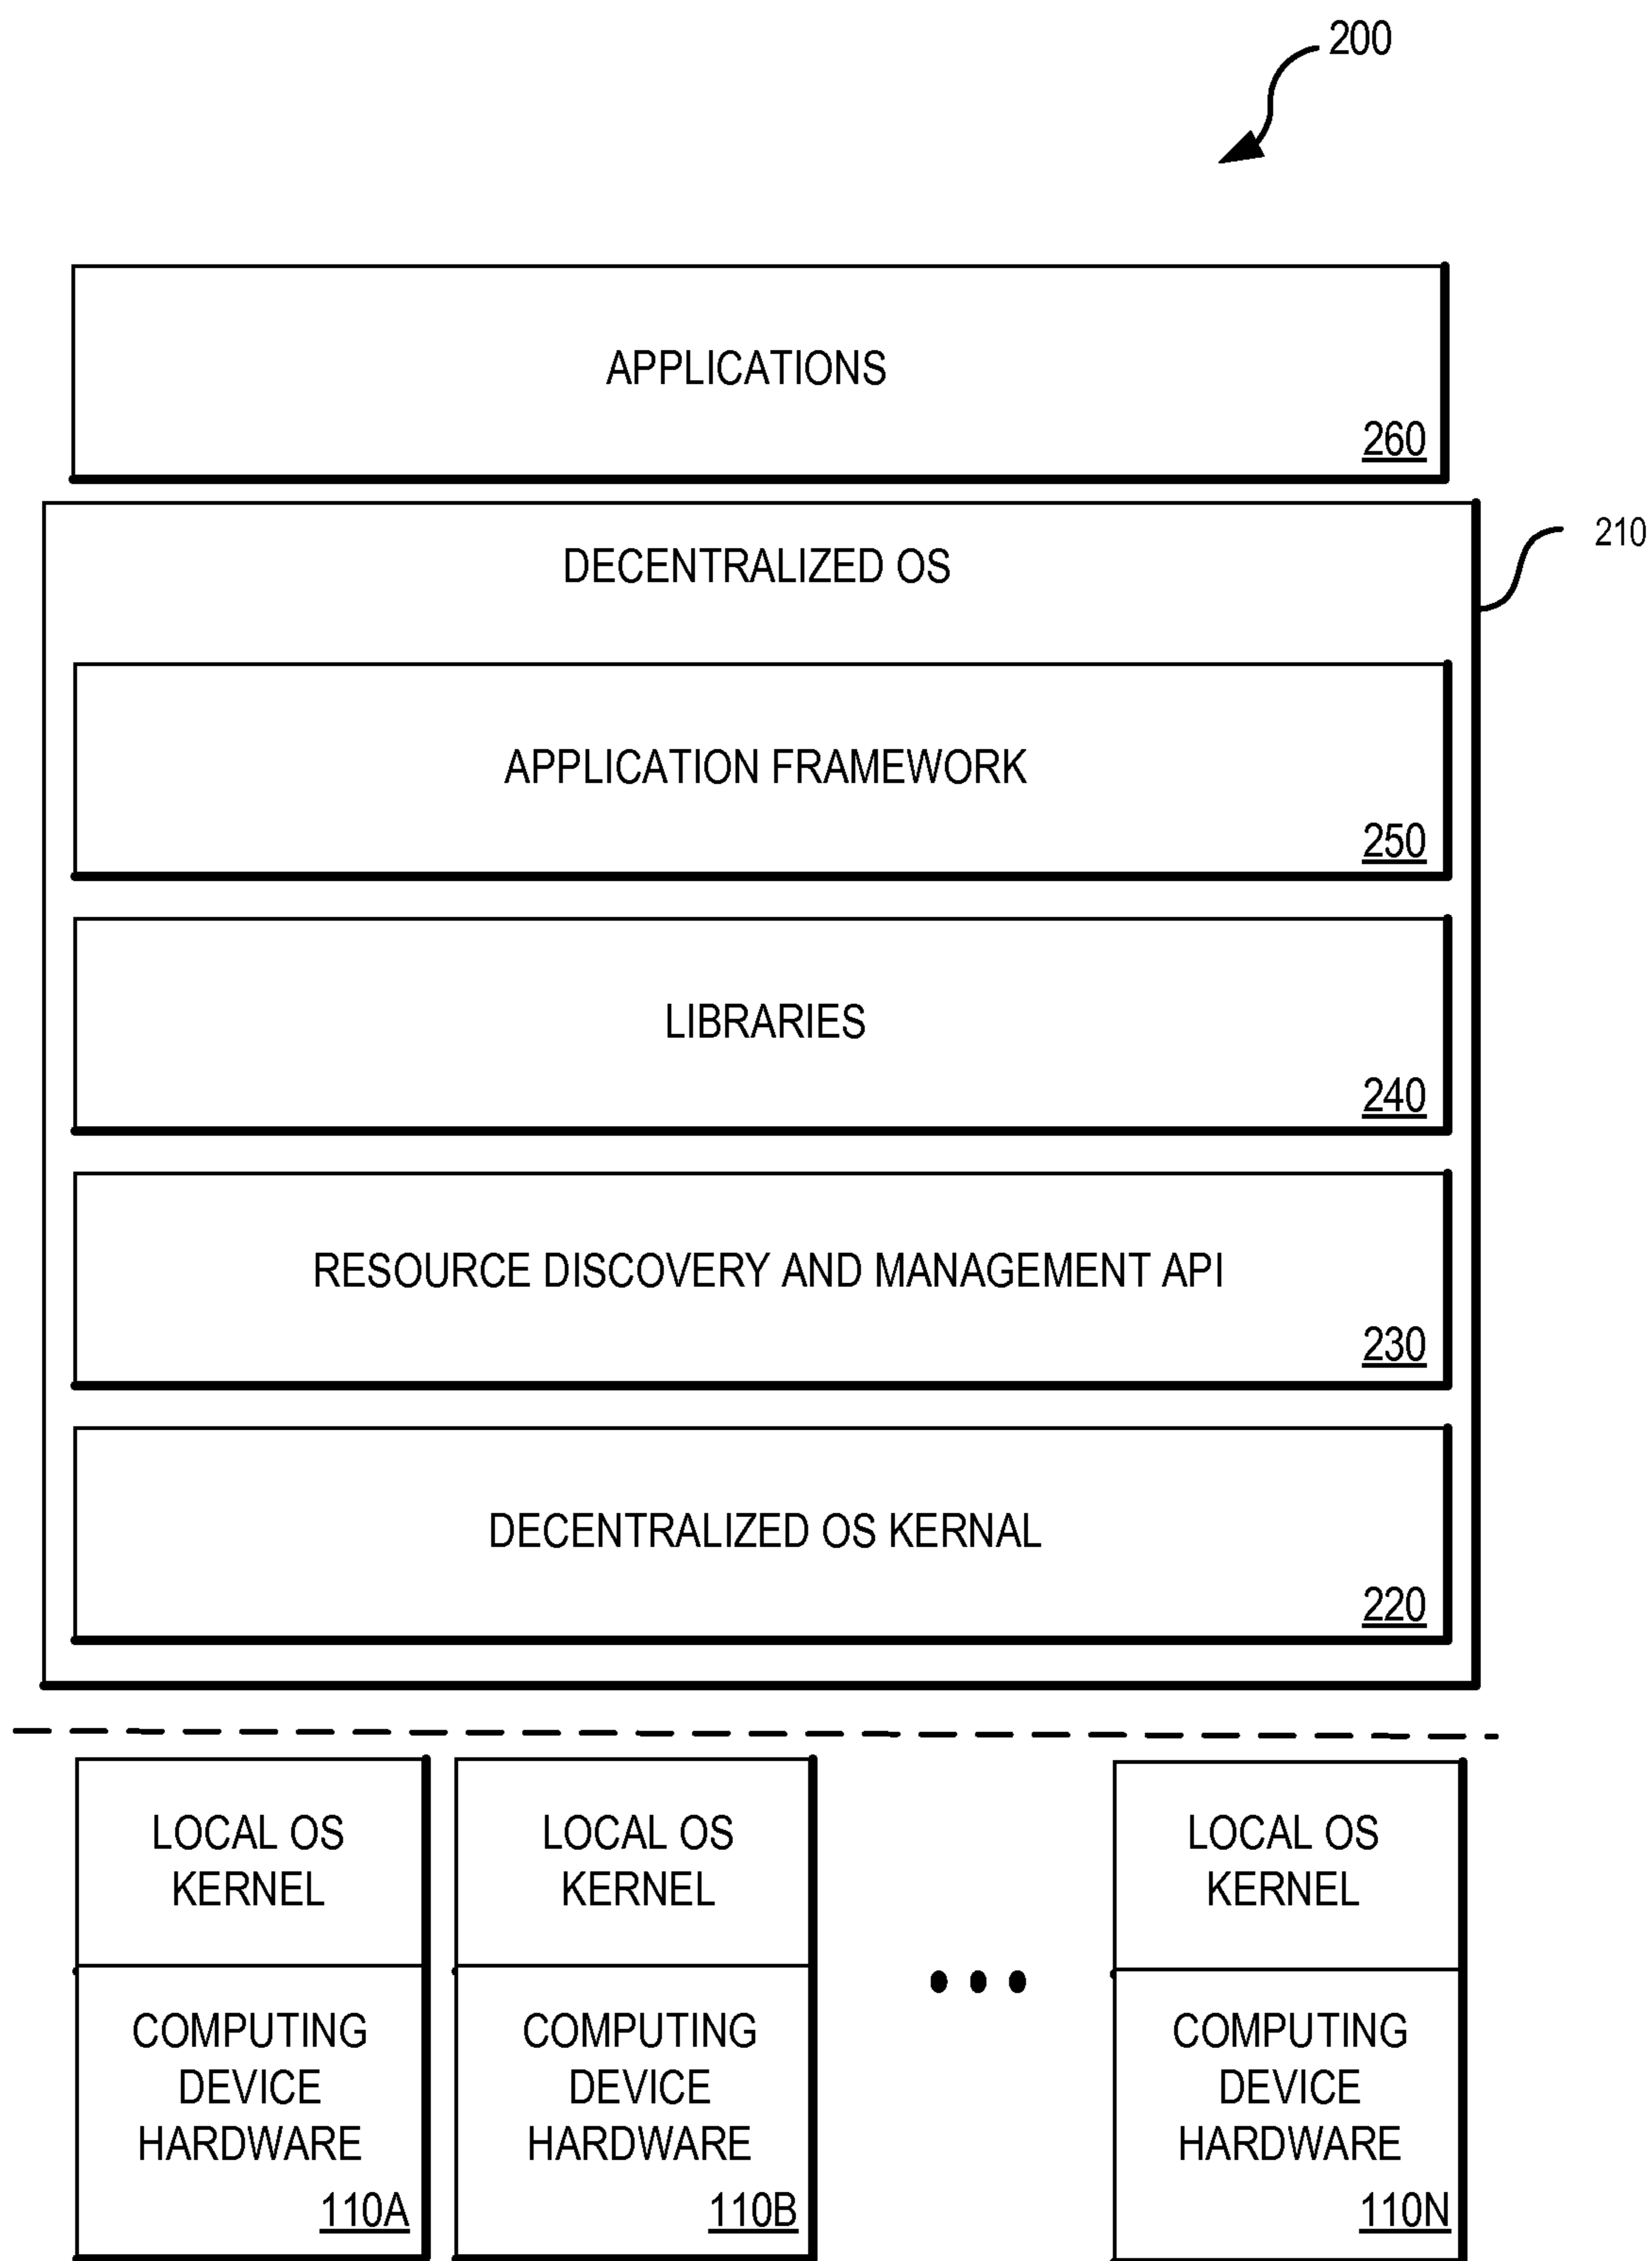 200
APPLICATIONS
260
DECENTRALIZED OS
210
APPLICATION FRAMEWORK
250
LIBRARIES
240
RESOURCE DISCOVERY AND MANAGEMENT API
230
DECENTRALIZED OS KERNAL
220
LOCAL OS
KERNEL
COMPUTING
DEVICE
HARDWARE
110A
LOCAL OS
KERNEL
COMPUTING
DEVICE
HARDWARE
110B
LOCAL OS
KERNEL
COMPUTING
DEVICE
HARDWARE
110N